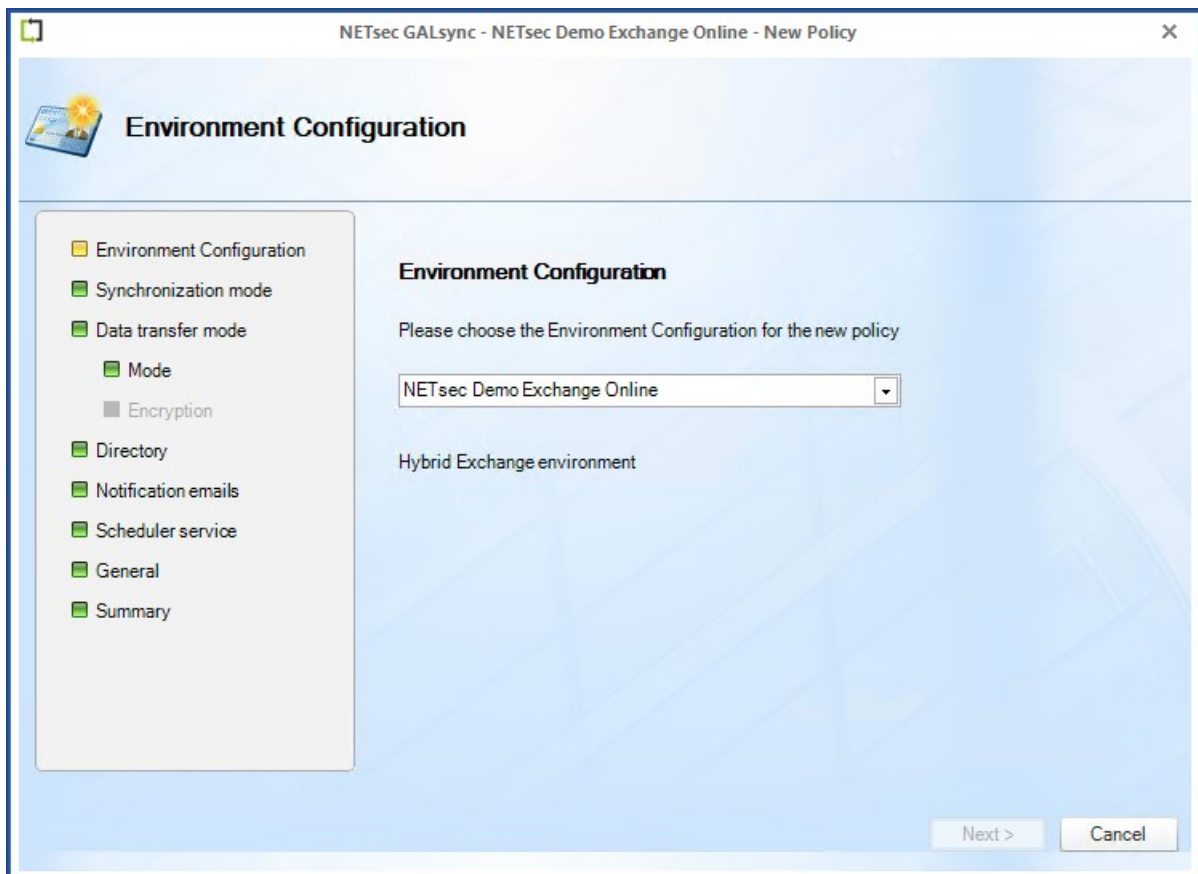 NETsec GALsync - NETsec Demo Exchange Online - New Policy
Environment Configuration
Environment Configuration
Synchronization mode
Data transfer mode
Mode
Encryption
Directory
Notification emails
Scheduler service
General
Summary
Environment Configuration
Please choose the Environment Configuration for the new policy
NETsec Demo Exchange Online
Hybrid Exchange environment
Next >
Cancel